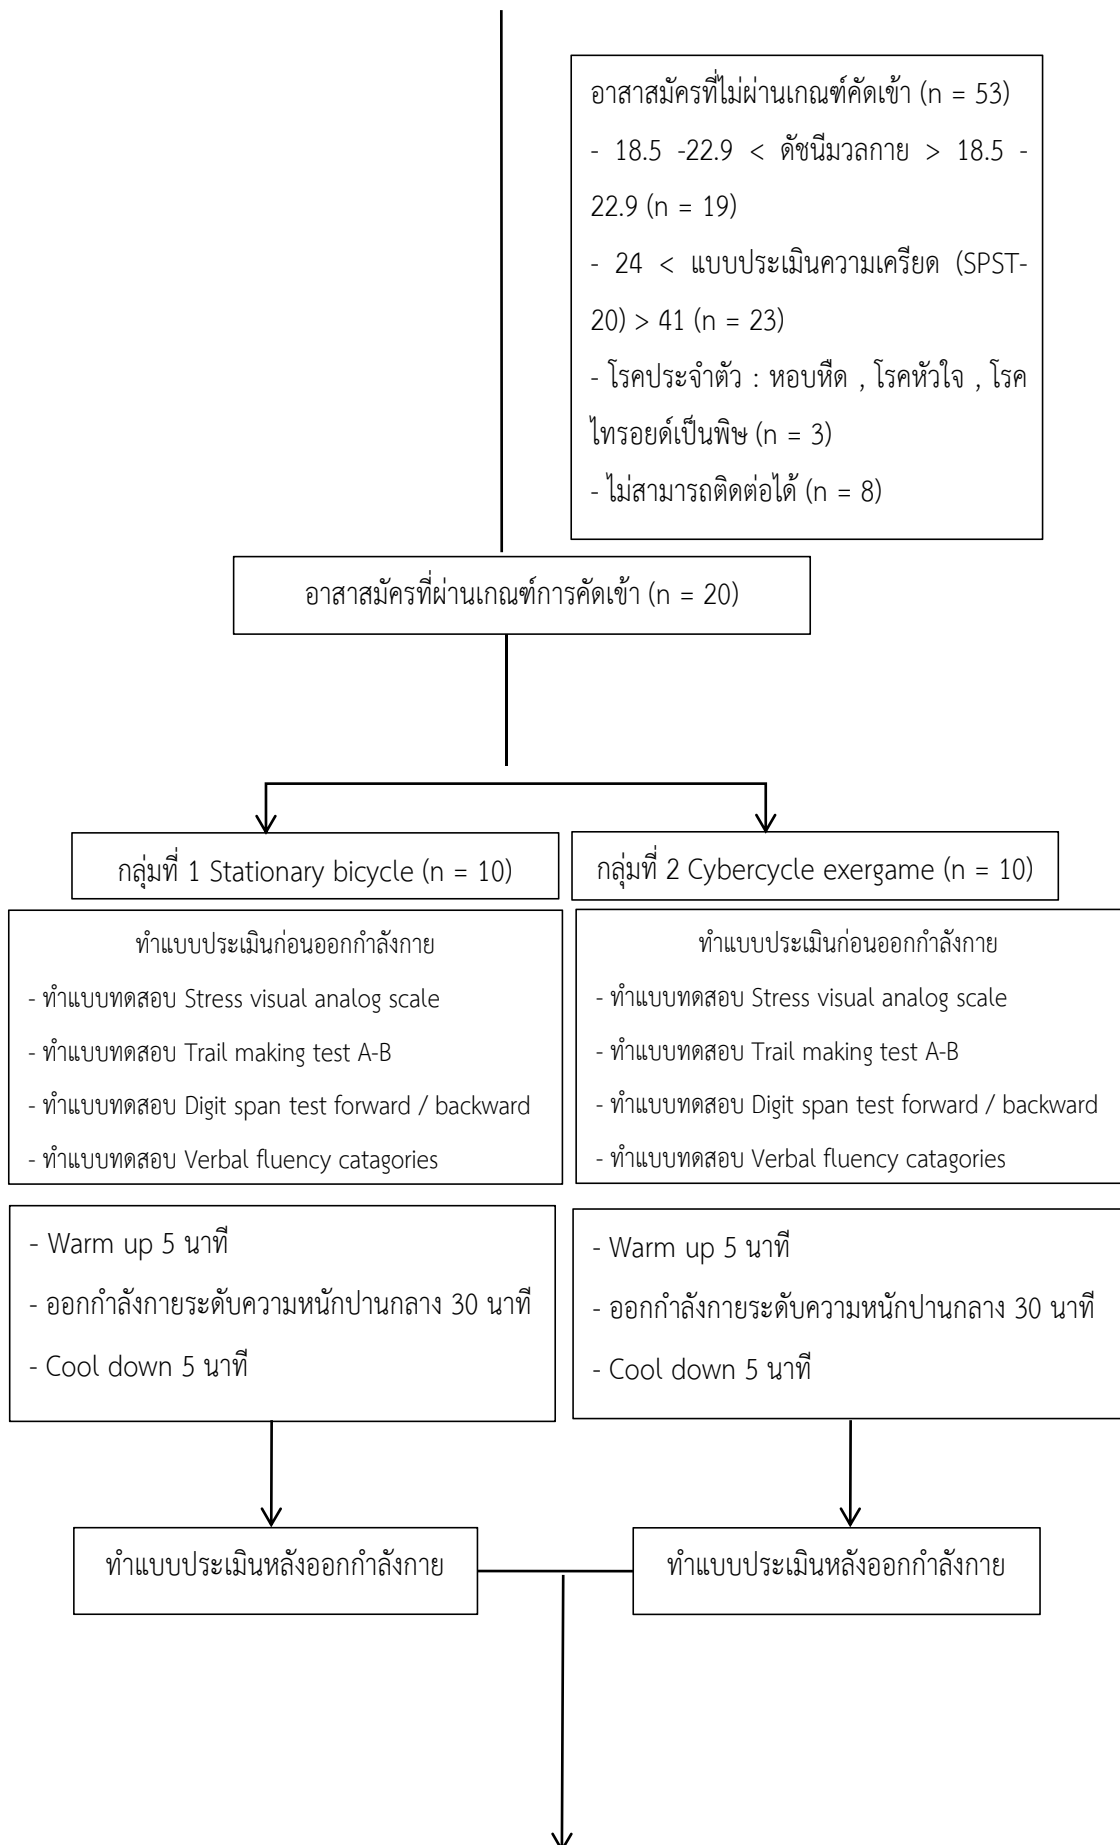 อาสาสมัครที่ไม่ผ่านเกณฑ์คัดเข้า (n = 53)
- 18.5 -22.9 < ดัชนีมวลกาย > 18.5 -
22.9 (n = 19)
- 24 < แบบประเมินความเครียด (SPST-
20) > 41 (n = 23)
- โรคประจำตัว : หอบหืด , โรคหัวใจ , โรค
ไทรอยด์เป็นพิษ (n = 3)
- ไม่สามารถติดต่อได้ (n = 8)
อาสาสมัครที่ผ่านเกณฑ์การคัดเข้า (n = 20)
กลุ่มที่ 1 Stationary bicycle (n = 10)
กลุ่มที่ 2 Cybercycle exergame (n = 10)
ทำแบบประเมินก่อนออกกำลังกาย
- ทำแบบทดสอบ Stress visual analog scale
- ทำแบบทดสอบ Trail making test A-B
- ทำแบบทดสอบ Digit span test forward / backward
- ทำแบบทดสอบ Verbal fluency catagories
ทำแบบประเมินก่อนออกกำลังกาย
- ทำแบบทดสอบ Stress visual analog scale
- ทำแบบทดสอบ Trail making test A-B
- ทำแบบทดสอบ Digit span test forward / backward
- ทำแบบทดสอบ Verbal fluency catagories
- Warm up 5 นาที
- ออกกำลังกายระดับความหนักปานกลาง 30 นาที
- Cool down 5 นาที
- Warm up 5 นาที
- ออกกำลังกายระดับความหนักปานกลาง 30 นาที
- Cool down 5 นาที
ทำแบบประเมินหลังออกกำลังกาย
ทำแบบประเมินหลังออกกำลังกาย